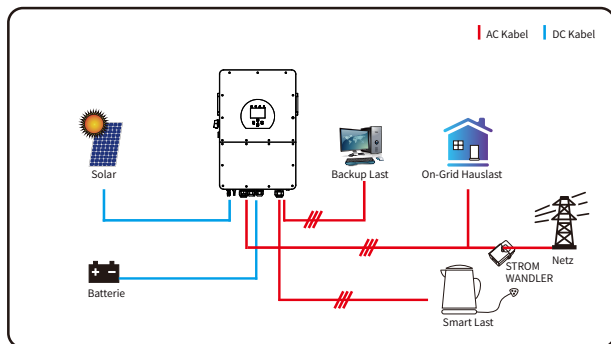 AC Kabel
DC Kabel
Solar
Backup Last
On-Grid Hauslast
Batterie
STROM
WANDLER
Netz
Smart Last